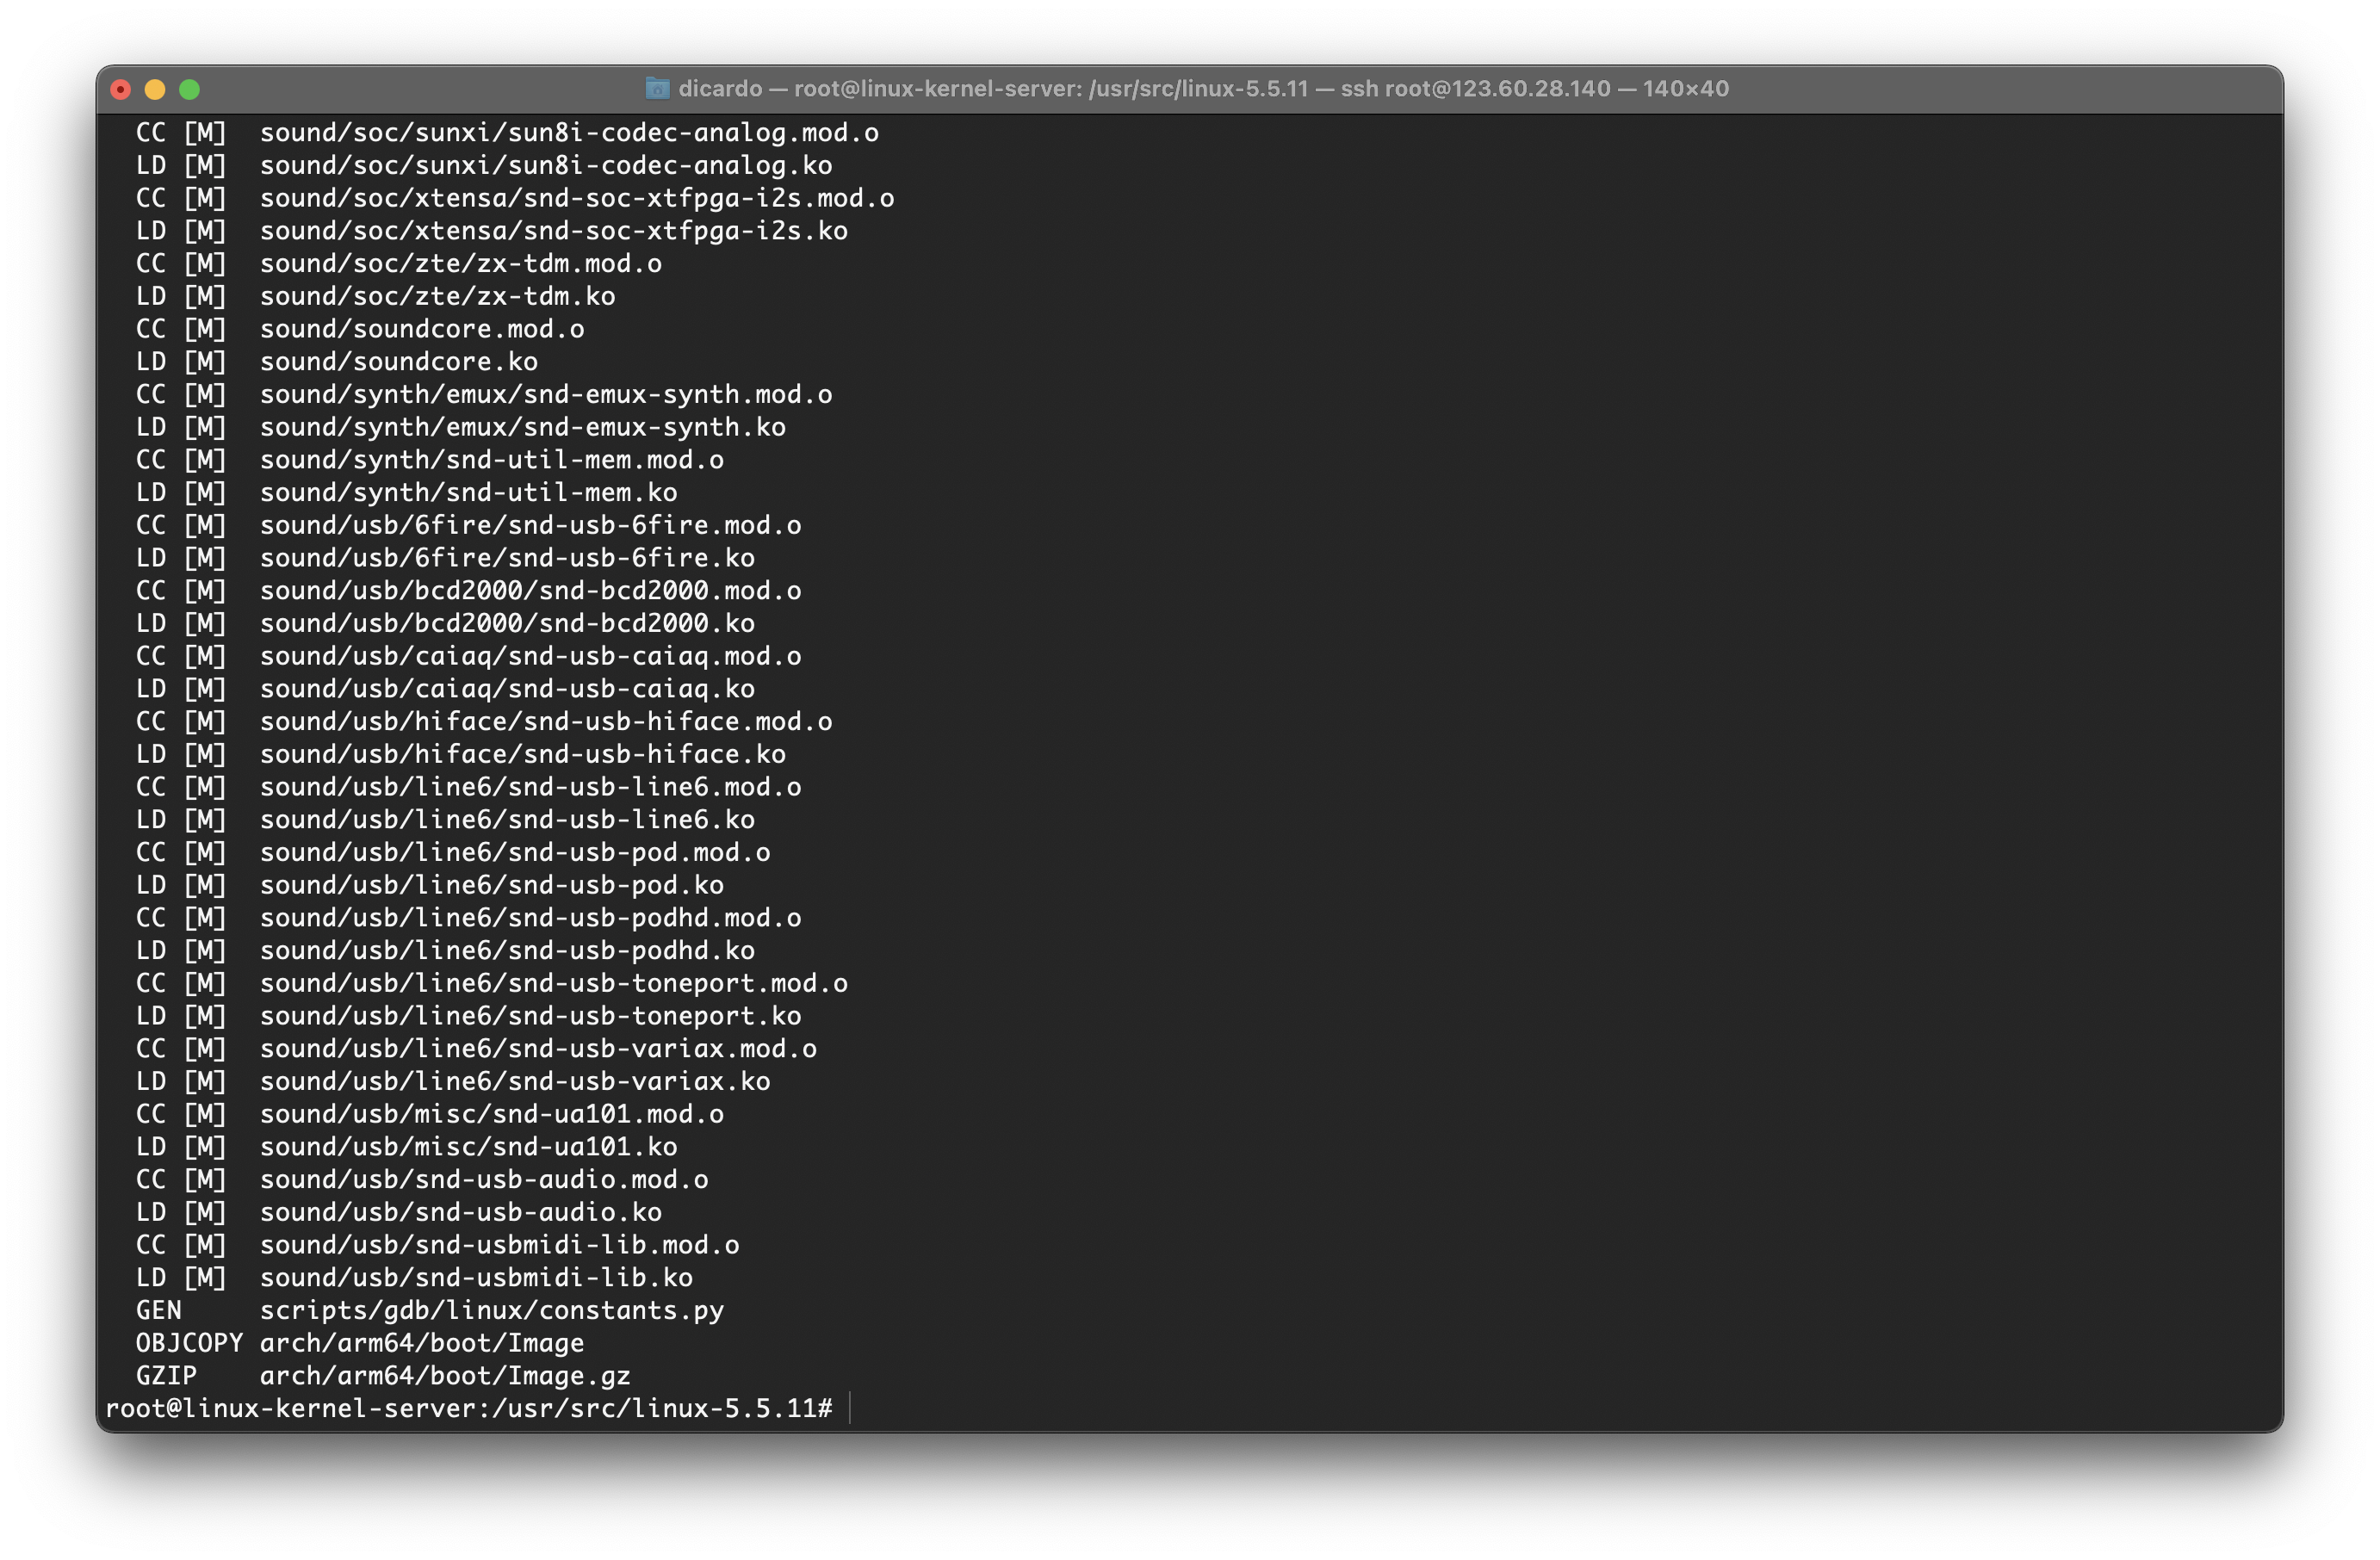 dicardo — root@linux-kernel-server: /usr/src/linux-5.5.11 — ssh root@123.60.28.140 — 140×40
CC [M]  sound/soc/sunxi/sun8i-codec-analog.mod.o
LD [M]  sound/soc/sunxi/sun8i-codec-analog.ko
CC [M]  sound/soc/xtensa/snd-soc-xtfpga-i2s.mod.o
LD [M]  sound/soc/xtensa/snd-soc-xtfpga-i2s.ko
CC [M]  sound/soc/zte/zx-tdm.mod.o
LD [M]  sound/soc/zte/zx-tdm.ko
CC [M]  sound/soundcore.mod.o
LD [M]  sound/soundcore.ko
CC [M]  sound/synth/emux/snd-emux-synth.mod.o
LD [M]  sound/synth/emux/snd-emux-synth.ko
CC [M]  sound/synth/snd-util-mem.mod.o
LD [M]  sound/synth/snd-util-mem.ko
CC [M]  sound/usb/6fire/snd-usb-6fire.mod.o
LD [M]  sound/usb/6fire/snd-usb-6fire.ko
CC [M]  sound/usb/bcd2000/snd-bcd2000.mod.o
LD [M]  sound/usb/bcd2000/snd-bcd2000.ko
CC [M]  sound/usb/caiaq/snd-usb-caiaq.mod.o
LD [M]  sound/usb/caiaq/snd-usb-caiaq.ko
CC [M]  sound/usb/hiface/snd-usb-hiface.mod.o
LD [M]  sound/usb/hiface/snd-usb-hiface.ko
CC [M]  sound/usb/line6/snd-usb-line6.mod.o
LD [M]  sound/usb/line6/snd-usb-line6.ko
CC [M]  sound/usb/line6/snd-usb-pod.mod.o
LD [M]  sound/usb/line6/snd-usb-pod.ko
CC [M]  sound/usb/line6/snd-usb-podhd.mod.o
LD [M]  sound/usb/line6/snd-usb-podhd.ko
CC [M]  sound/usb/line6/snd-usb-toneport.mod.o
LD [M]  sound/usb/line6/snd-usb-toneport.ko
CC [M]  sound/usb/line6/snd-usb-variax.mod.o
LD [M]  sound/usb/line6/snd-usb-variax.ko
CC [M]  sound/usb/misc/snd-ua101.mod.o
LD [M]  sound/usb/misc/snd-ua101.ko
CC [M]  sound/usb/snd-usb-audio.mod.o
LD [M]  sound/usb/snd-usb-audio.ko
CC [M]  sound/usb/snd-usbmidi-lib.mod.o
LD [M]  sound/usb/snd-usbmidi-lib.ko
GEN     scripts/gdb/linux/constants.py
OBJCOPY arch/arm64/boot/Image
GZIP    arch/arm64/boot/Image.gz
root@linux-kernel-server:/usr/src/linux-5.5.11#